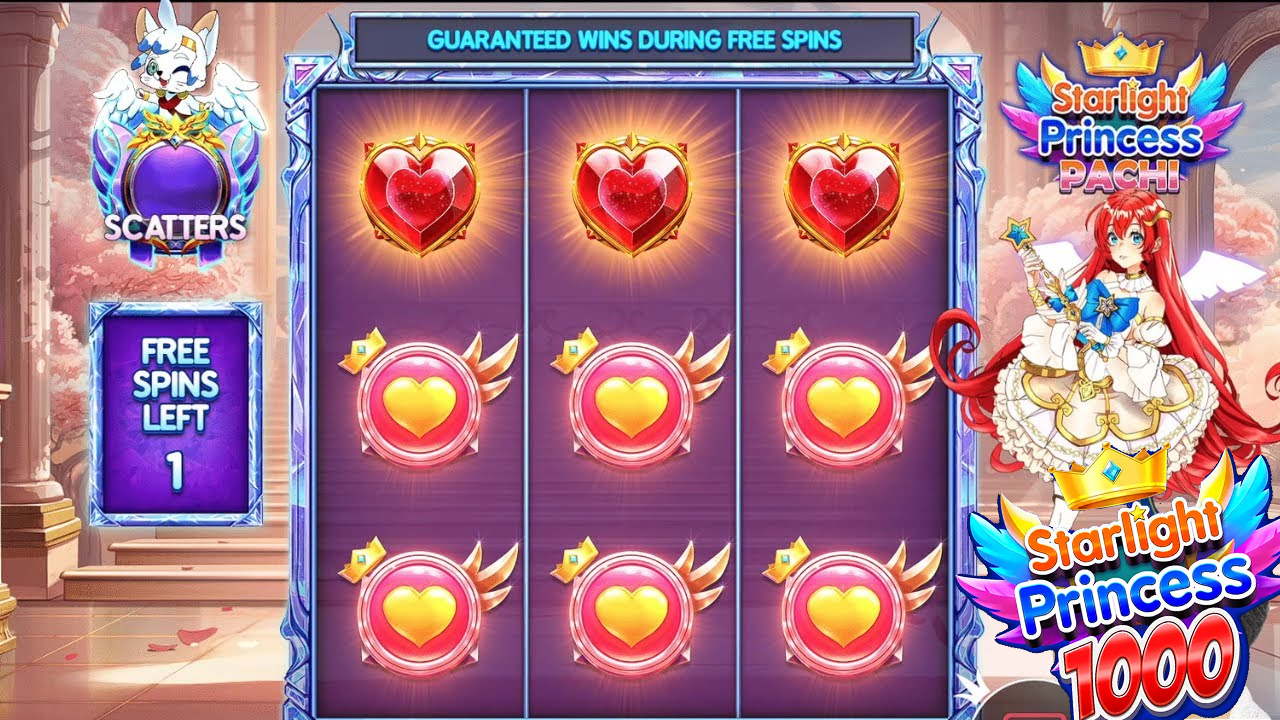 GUARANTEED WINS DURING FREE SPINS
SCATTERS
FREE
SPINS
LEFT
1
Starlight
Princess
PACHI
Starlight
Princess
1000